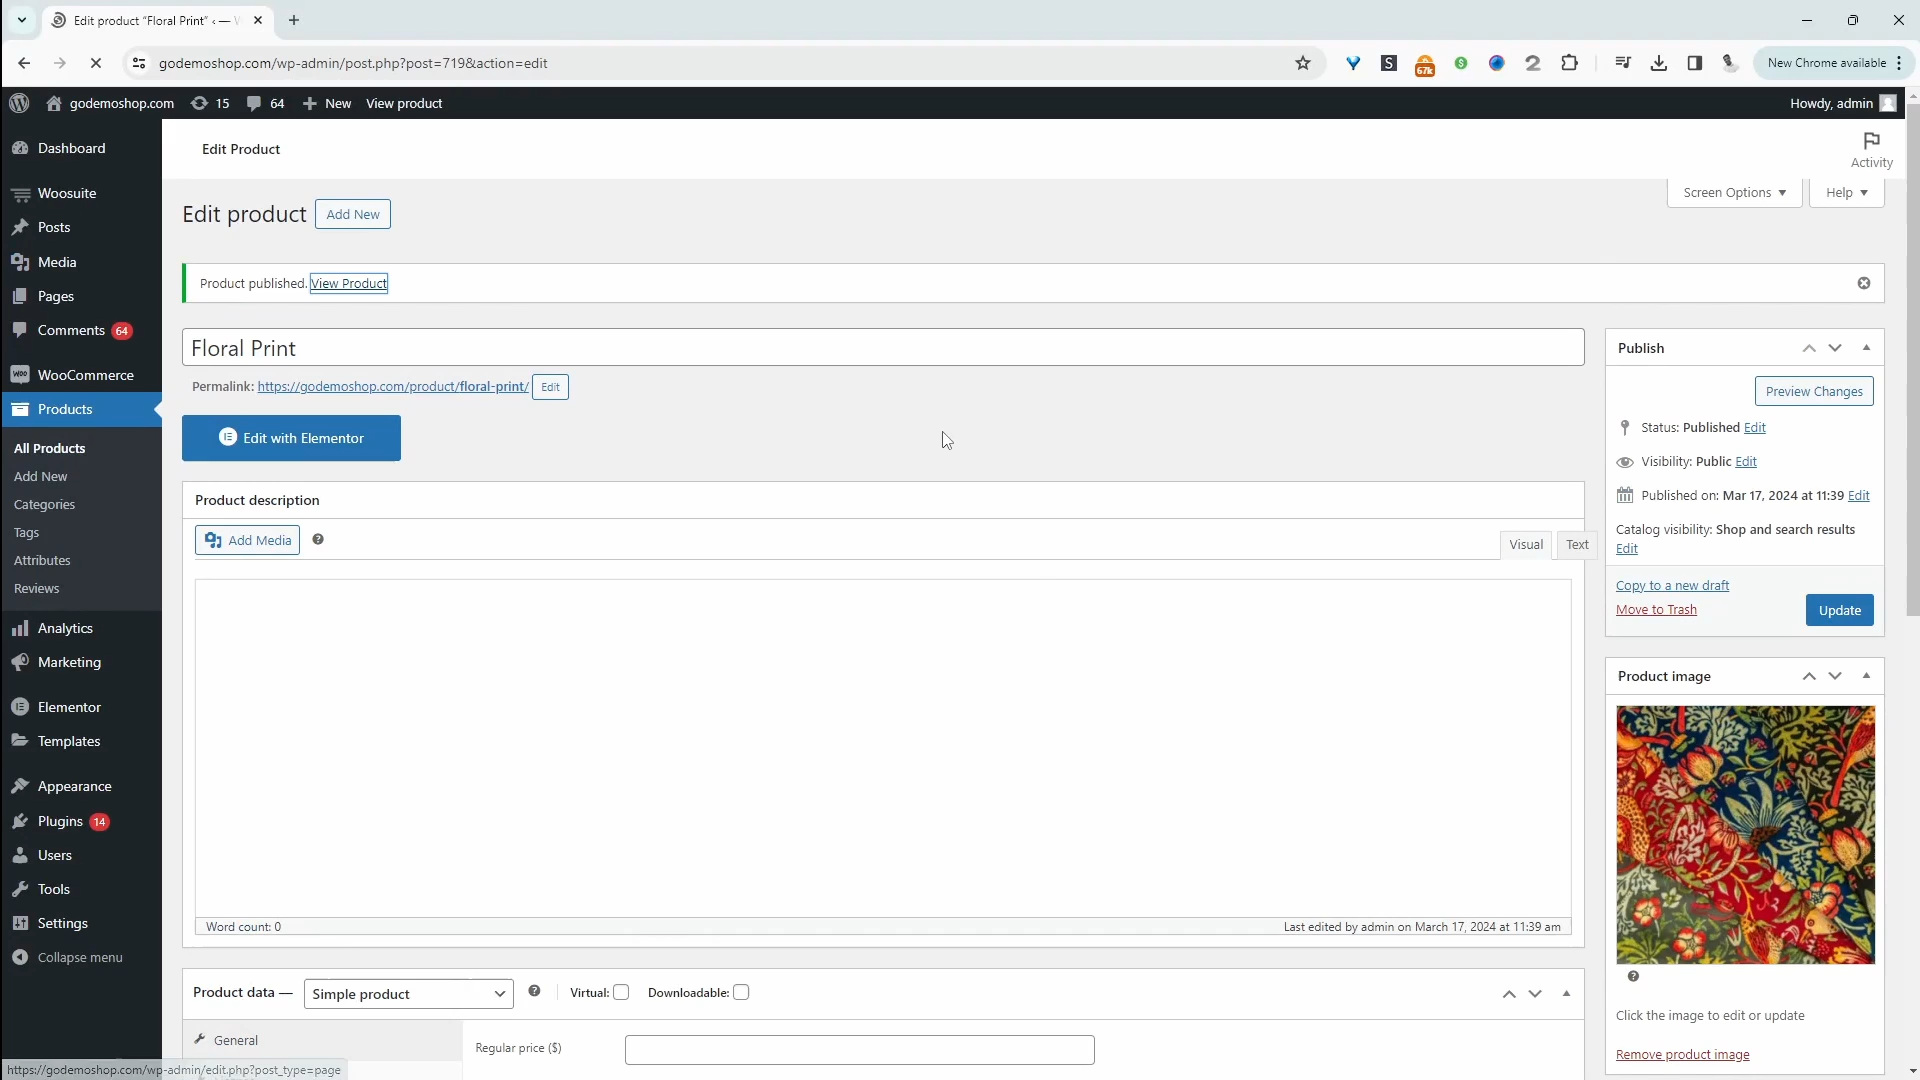 Edit product “Floral Print” ‹ — W
godemoshop.com/wp-admin/post.php?post=719&action=edit
67k
New Chrome available
godemoshop.com 15 64 New View product
Howdy, admin
Dashboard
Woosuite
Posts
Media
Pages
Comments 64
WooCommerce
Products
All Products
Add New
Categories
Tags
Attributes
Reviews
Analytics
Marketing
Elementor
Templates
Appearance
Plugins 14
Users
Tools
Settings
Collapse menu
https://godemoshop.com/wp-admin/edit.php?post_type=page
Edit Product
Activity
Screen Options
Help
Edit product Add New
Product published. View Product
Floral Print
Permalink: https://godemoshop.com/product/floral-print/ Edit
Edit with Elementor
Product description
Add Media
Visual Text
Word count: 0
Last edited by admin on March 17, 2024 at 11:39 am
Product data — Simple product Virtual: Downloadable:
General
Regular price ($)
Publish
Preview Changes
Status: Published Edit
Visibility: Public Edit
Published on: Mar 17, 2024 at 11:39 Edit
Catalog visibility: Shop and search results
Edit
Copy to a new draft
Move to Trash
Update
Product image
Click the image to edit or update
Remove product image